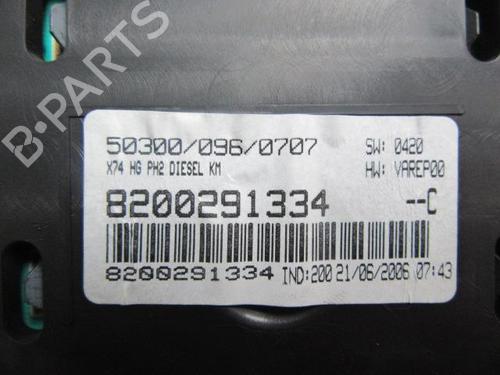 50300/096/0707 SW: 0420
X74 HG PH2 DIESEL KM HW: VAREP00
8200291334 --C
8200291334 IND:200 21/06/2006 07:43
B-PARTS